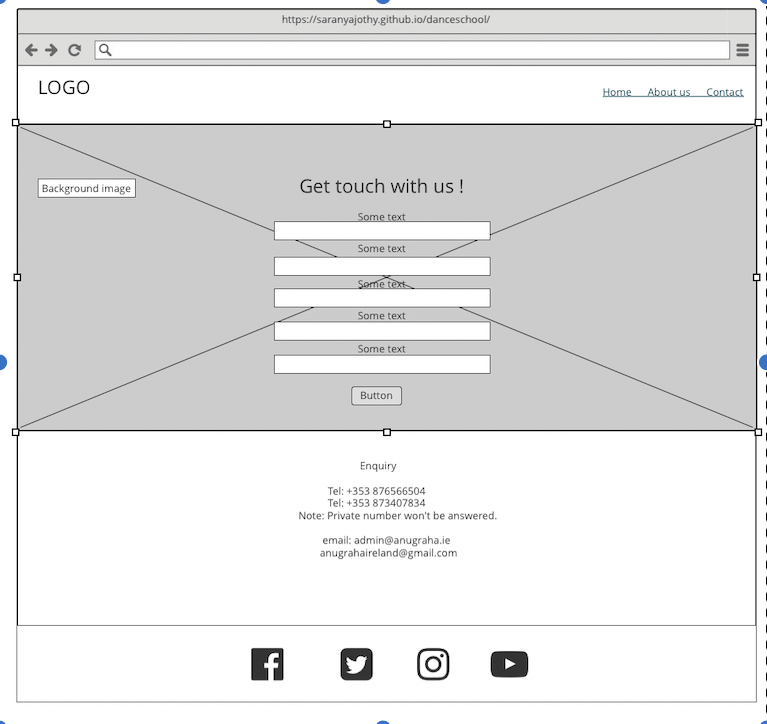 https://saranyajothy.github.io/danceschool/
LOGO
Home About us Contact
Background image
Get touch with us !
Some text
Some text
Some text
Some text
Some text
Button
Enquiry
Tel: +353 876566504
Tel: +353 873407834
Note: Private number won't be answered.
email: admin@anugraha.ie
anugrahaireland@gmail.com